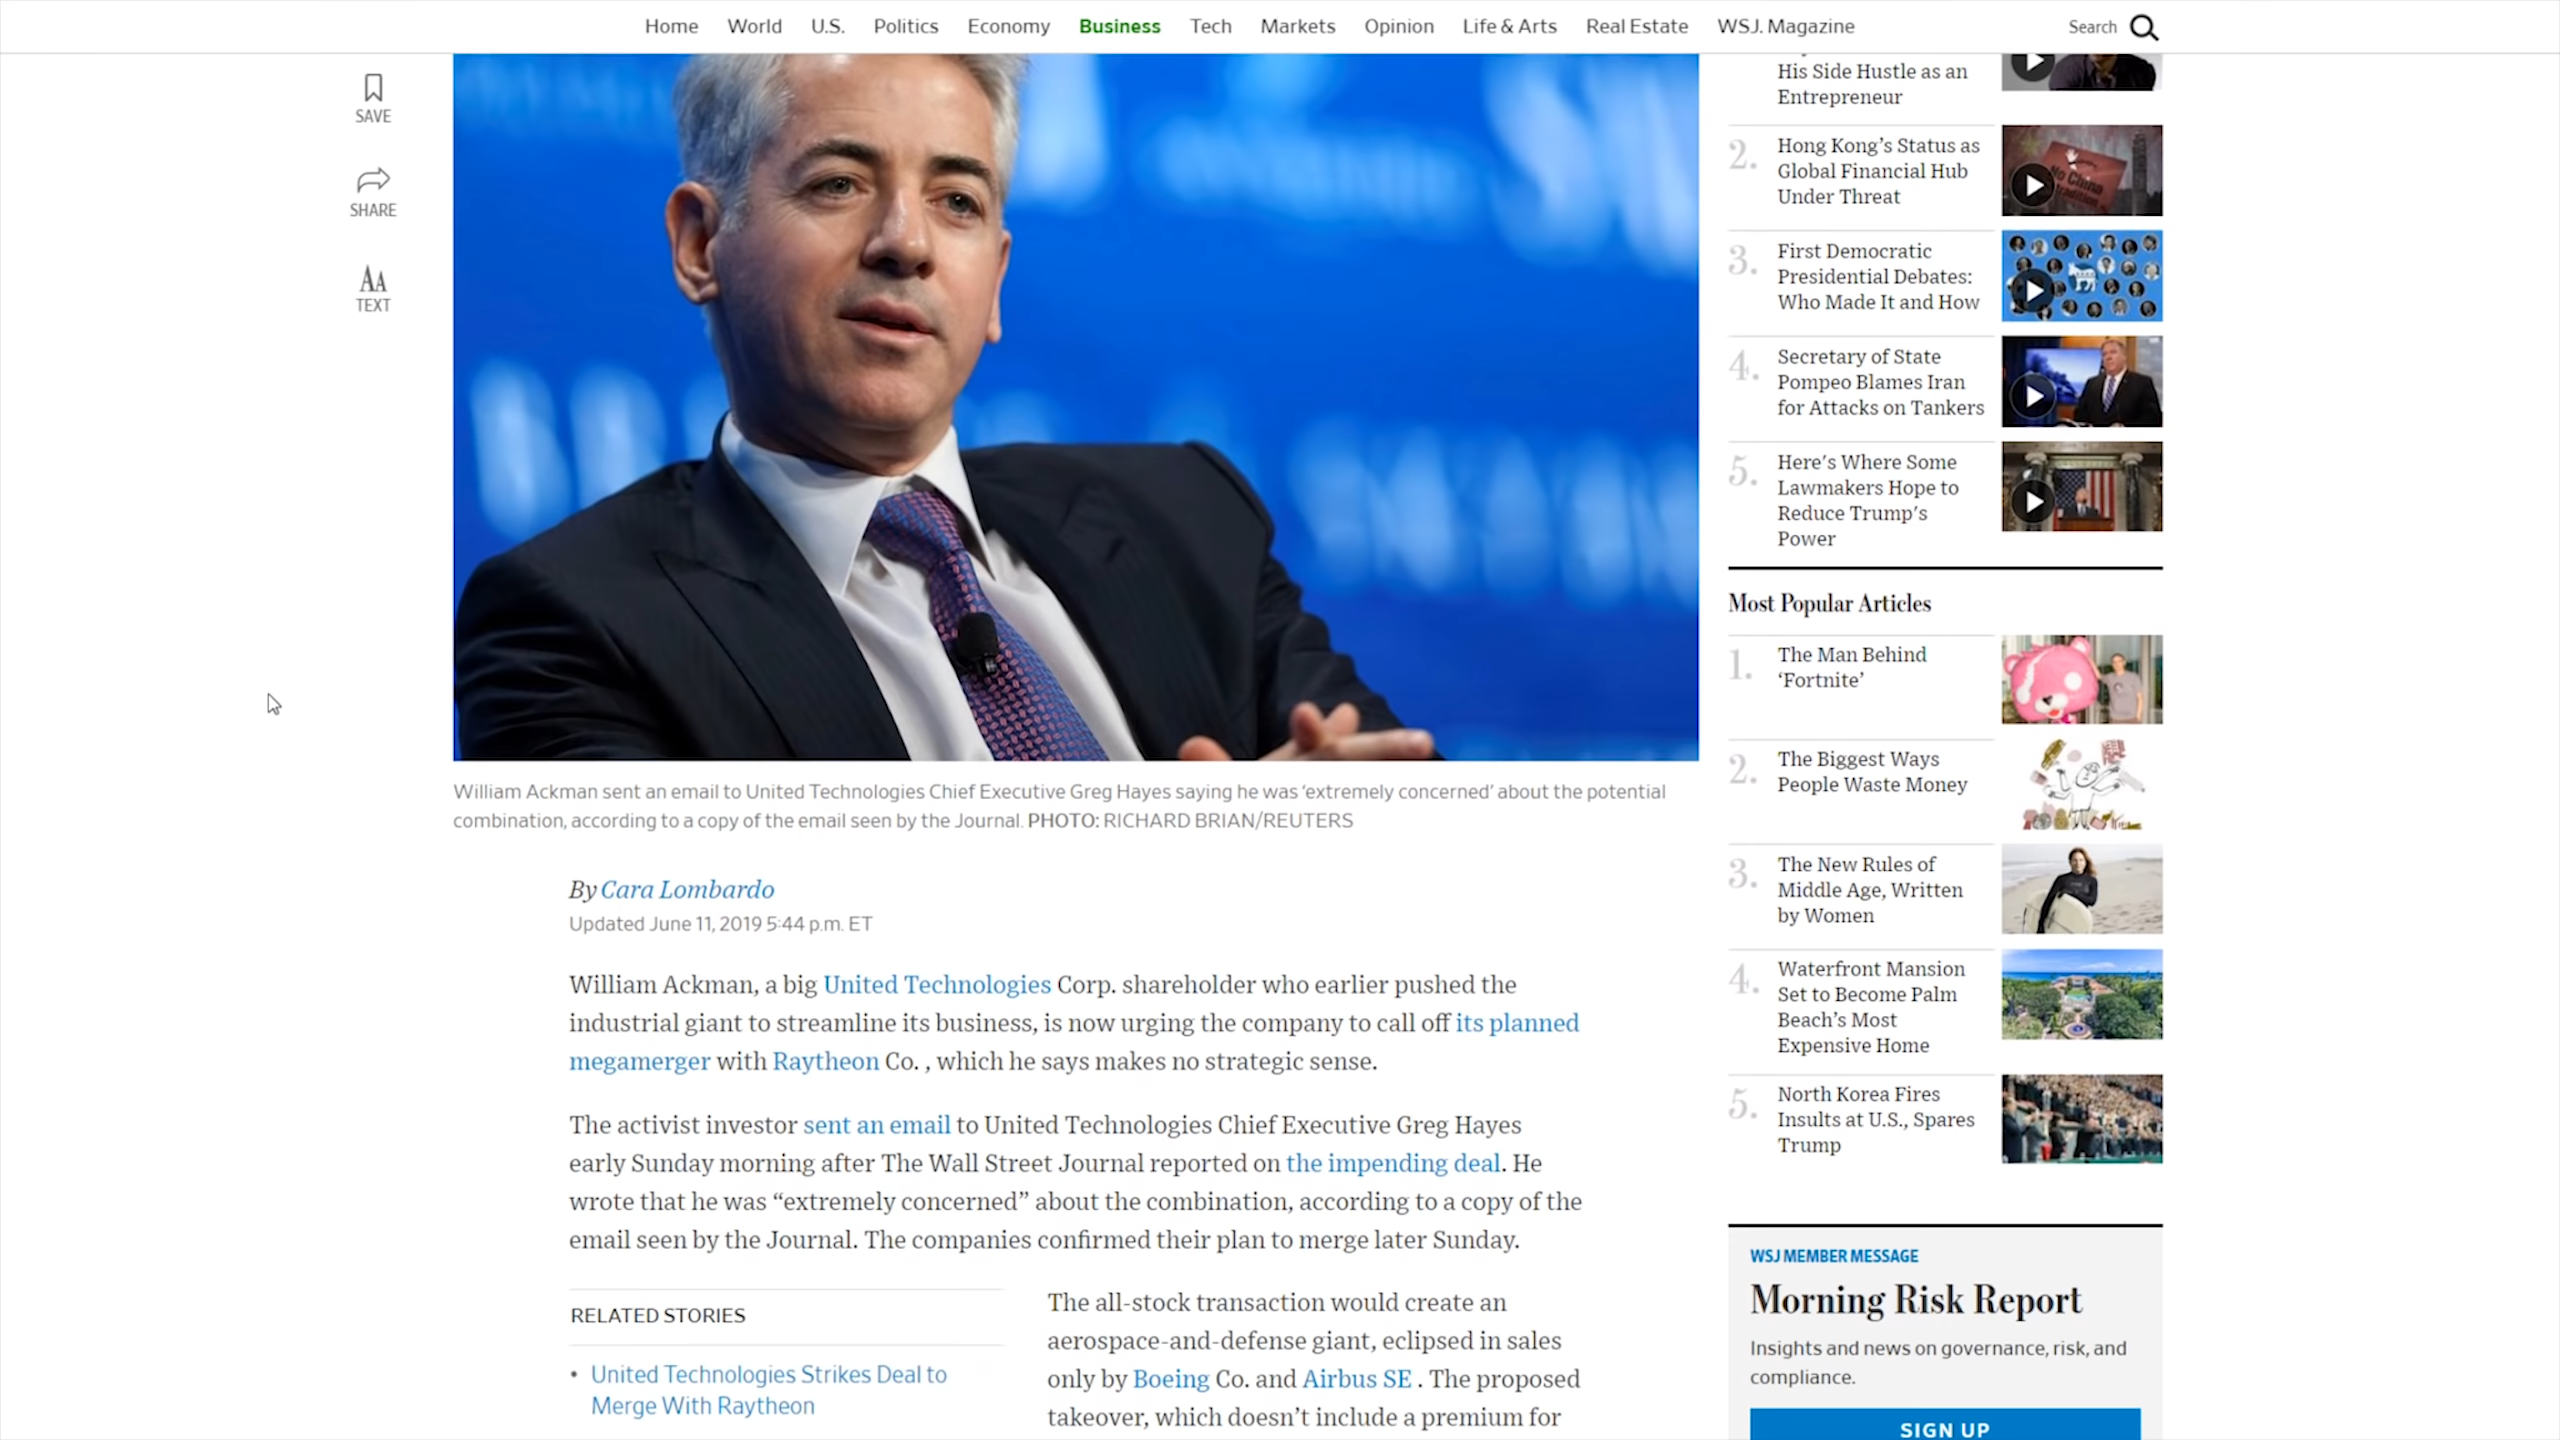 Home World U.S. Politics Economy Business Tech Markets Opinion Life & Arts Real Estate WSJ. Magazine Search
SAVE
SHARE
AA
TEXT
William Ackman sent an email to United Technologies Chief Executive Greg Hayes saying he was ‘extremely concerned’ about the potential
combination, according to a copy of the email seen by the Journal. PHOTO: RICHARD BRIAN/REUTERS
By Cara Lombardo
Updated June 11, 2019 5:44 p.m. ET
William Ackman, a big United Technologies Corp. shareholder who earlier pushed the
industrial giant to streamline its business, is now urging the company to call off its planned
megamerger with Raytheon Co. , which he says makes no strategic sense.
The activist investor sent an email to United Technologies Chief Executive Greg Hayes
early Sunday morning after The Wall Street Journal reported on the impending deal. He
wrote that he was “extremely concerned” about the combination, according to a copy of the
email seen by the Journal. The companies confirmed their plan to merge later Sunday.
RELATED STORIES
• United Technologies Strikes Deal to
Merge With Raytheon
The all-stock transaction would create an
aerospace-and-defense giant, eclipsed in sales
only by Boeing Co. and Airbus SE . The proposed
takeover, which doesn’t include a premium for
His Side Hustle as an
Entrepreneur
2. Hong Kong’s Status as
Global Financial Hub
Under Threat
No China
3. First Democratic
Presidential Debates:
Who Made It and How
4. Secretary of State
Pompeo Blames Iran
for Attacks on Tankers
5. Here’s Where Some
Lawmakers Hope to
Reduce Trump’s
Power
Most Popular Articles
1. The Man Behind
‘Fortnite’
2. The Biggest Ways
People Waste Money
3. The New Rules of
Middle Age, Written
by Women
4. Waterfront Mansion
Set to Become Palm
Beach’s Most
Expensive Home
5. North Korea Fires
Insults at U.S., Spares
Trump
WSJ MEMBER MESSAGE
Morning Risk Report
Insights and news on governance, risk, and
compliance.
SIGN UP